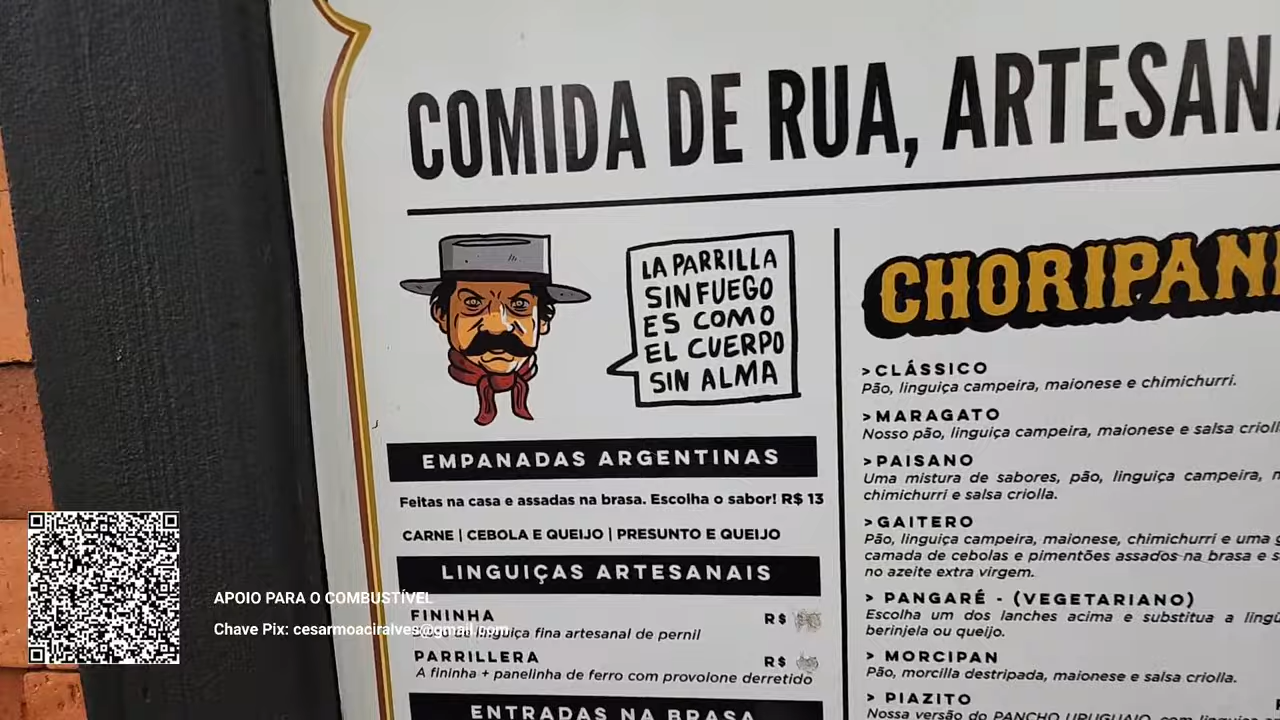 COMIDA DE RUA,
LA PARRILLA
SIN FUEGO
ES COMO
EL CUERPO
SIN ALMA
EMPANADAS ARGENTINAS
Feitas na casa e assadas na brasa. Escolha o sabor! R$ 13
CARNE | CEBOLA E QUEIJO | PRESUNTO E QUEIJO
LINGUIÇAS ARTESANAIS
FININHA R$
fina artesanal de pernil
PARRILLERA R$
A fininha + panelinha de ferro com provolone derretido
ENTRADAS NA BRASA
>CLÁSSICO
Pão, linguiça campeira, maionese e chimichurri.
>MARAGATO
Nosso pão, linguiça campeira, maionese e salsa
>PAISANO
Uma mistura de sabores, pão, linguiça campeira,
chimichurri e salsa criolla.
>GAITERO
Pão, linguiça campeira, maionese, chimichurri e uma
camada de cebolas e pimentões assados na brasa e
no azeite extra virgem.
> PANGARÉ - (VEGETARIANO)
Escolha um dos lanches acima e substitua a
berinjela ou queijo.
> MORCIPAN
Pão, morcilla destripada, maionese e salsa criolla.
> PIAZITO
Nossa versão do PANCHO URUGUAIO, com
APOIO PARA O COMBUSTÍVEL
Chave Pix: cesarmoaciralves@gmail.com